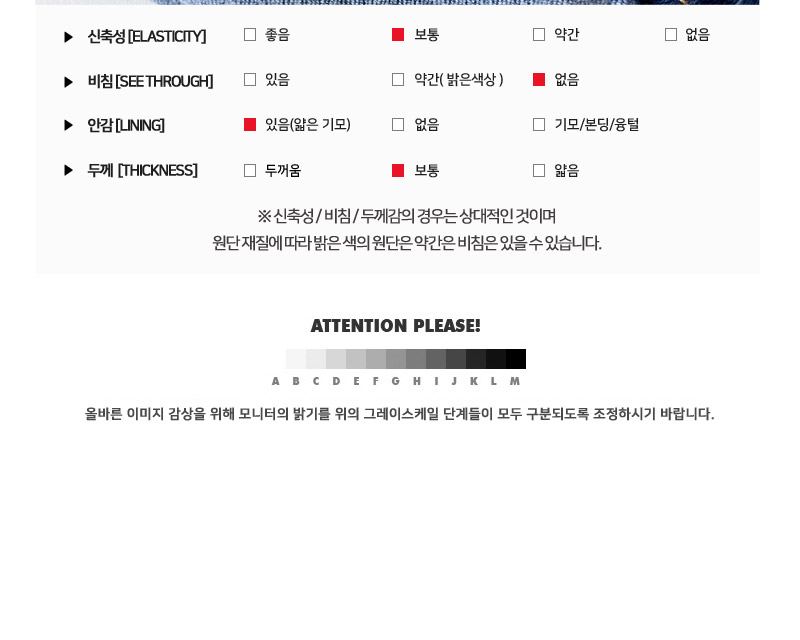 ▶ 신축성 [ELASTICITY] □ 좋음 ■ 보통 □ 약간 □ 없음
▶ 비침 [SEE THROUGH] □ 있음 □ 약간( 밝은색상 ) ■ 없음
▶ 안감 [LINING] ■ 있음(얇은 기모) □ 없음 □ 기모/본딩/융털
▶ 두께 [THICKNESS] □ 두꺼움 ■ 보통 □ 얇음
※ 신축성 / 비침 / 두께감의 경우는 상대적인 것이며
원단 재질에 따라 밝은 색의 원단은 약간은 비침은 있을 수 있습니다.
ATTENTION PLEASE!
A B C D E F G H I J K L M
올바른 이미지 감상을 위해 모니터의 밝기를 위의 그레이스케일 단계들이 모두 구분되도록 조정하시기 바랍니다.